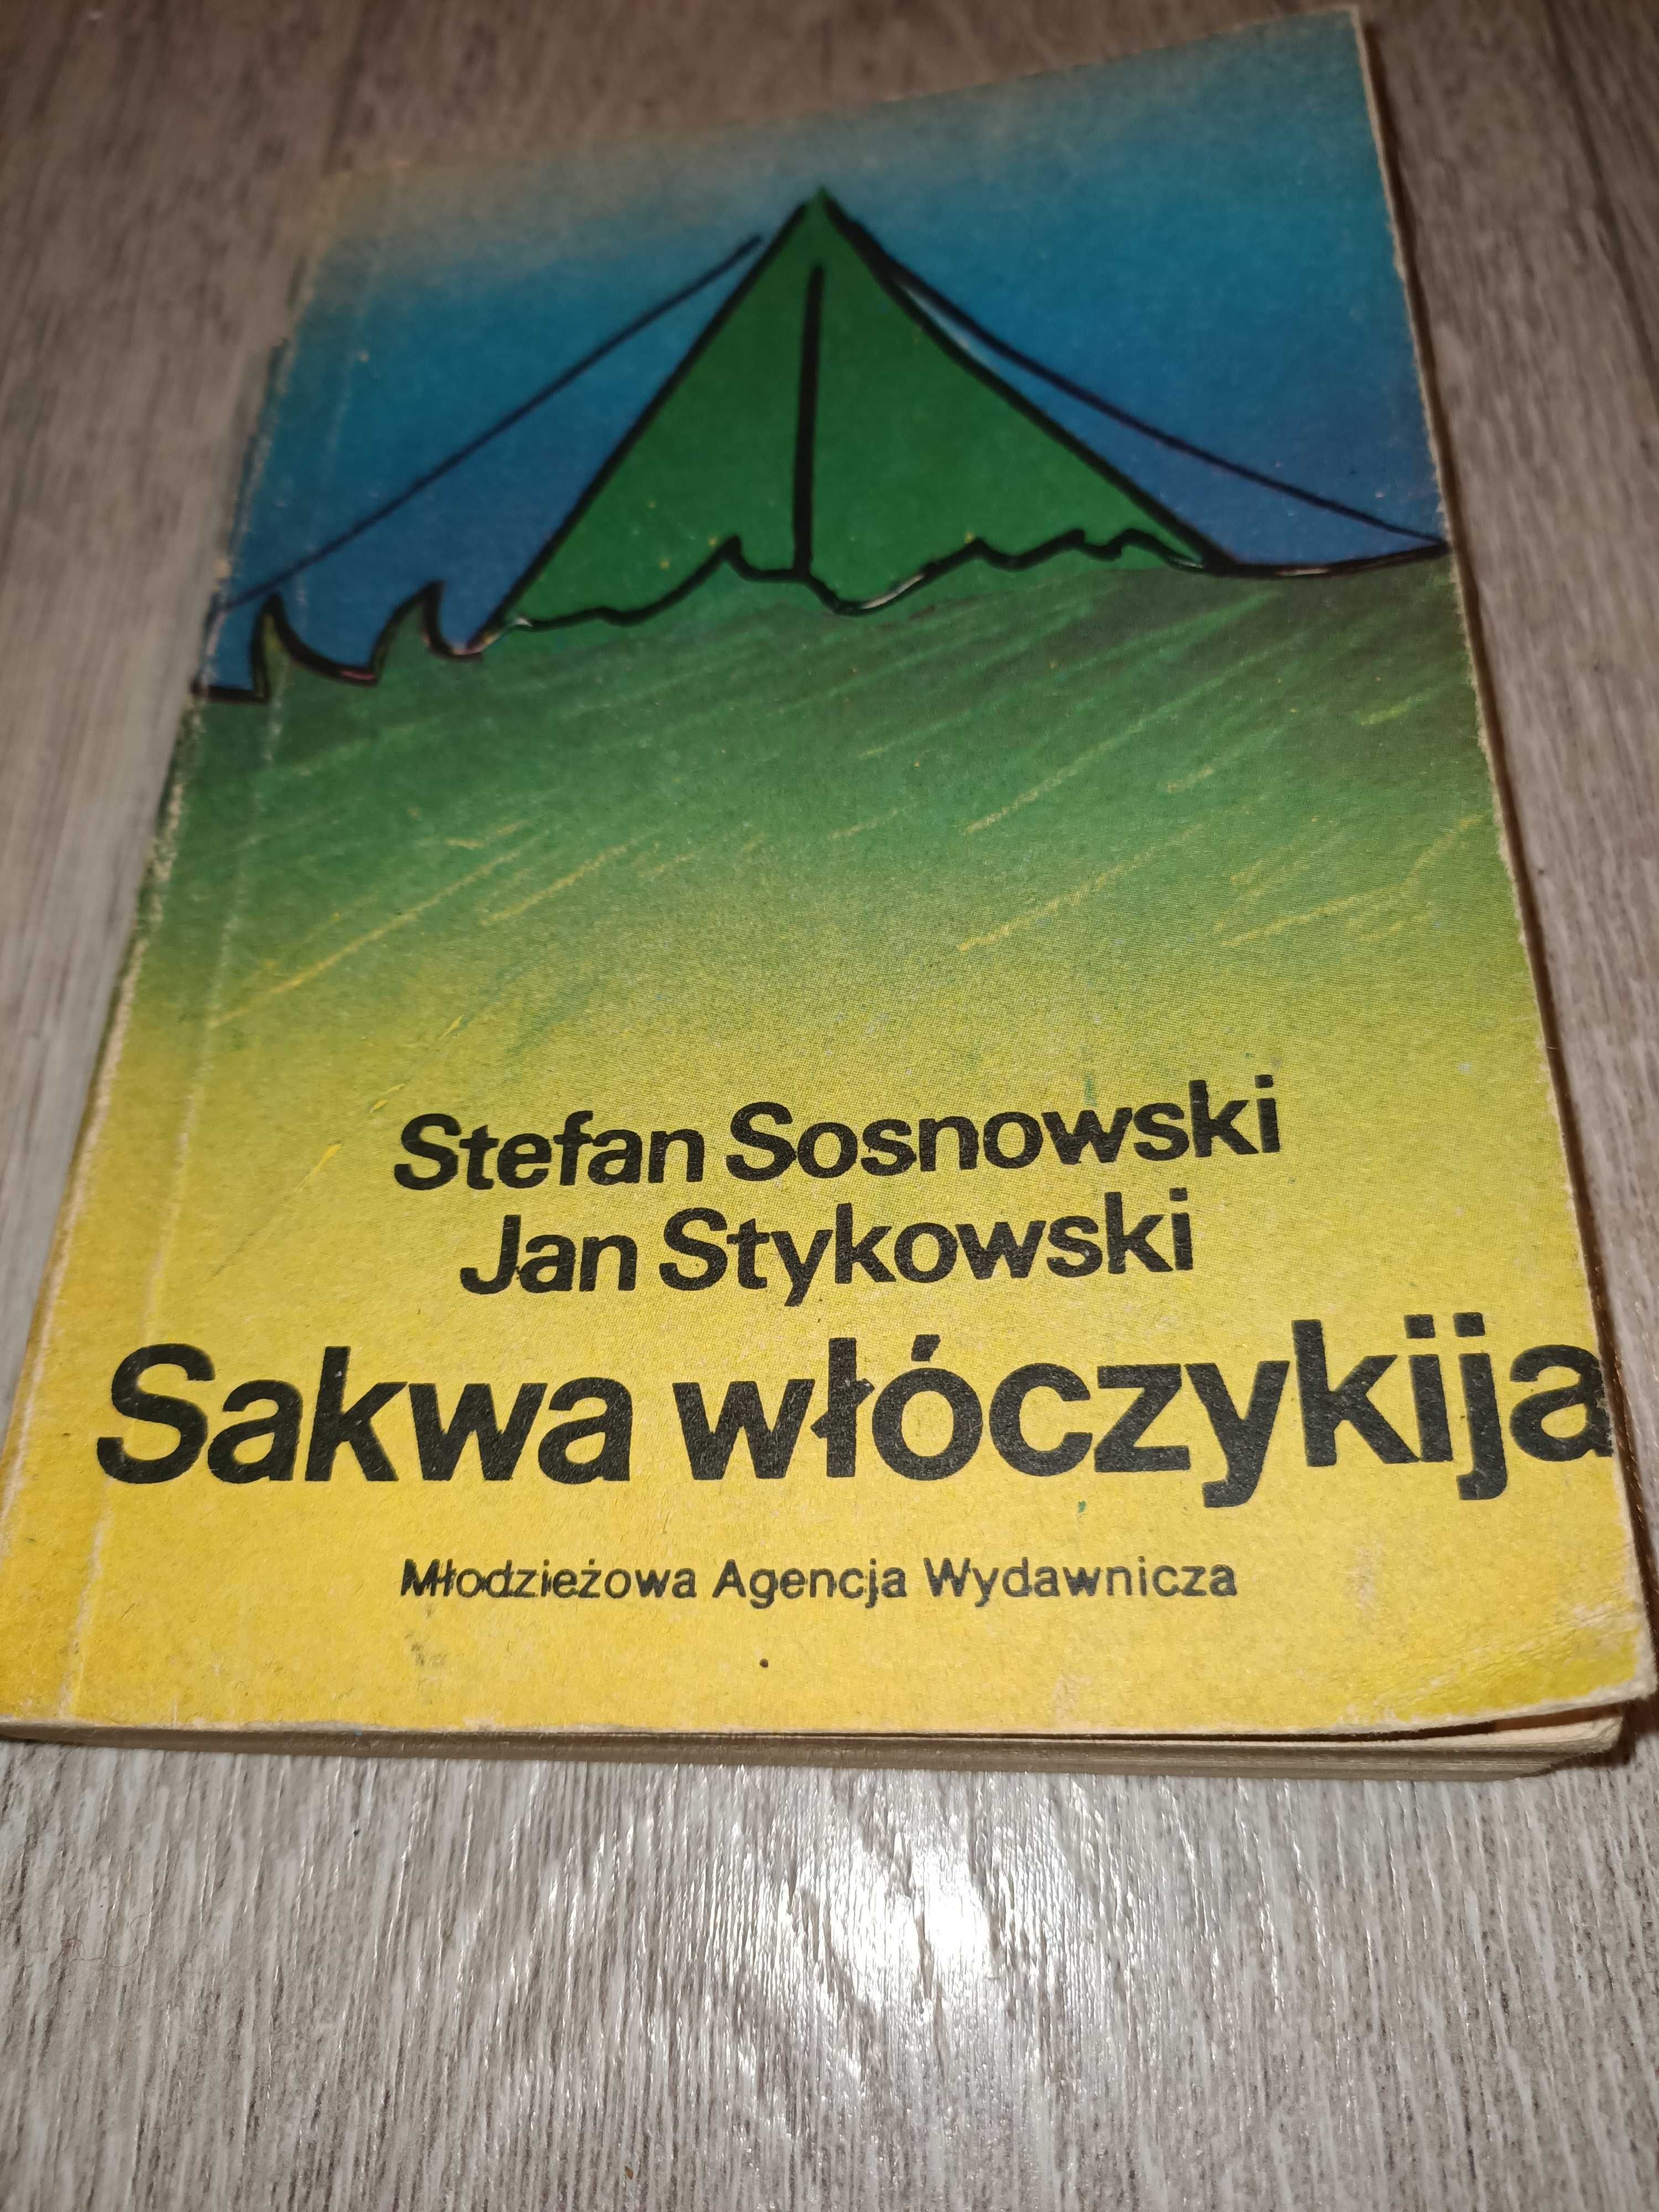 Stefan Sosnowski
Jan Stykowski
Sakwa włóczykija
Młodzieżowa Agencja Wydawnicza